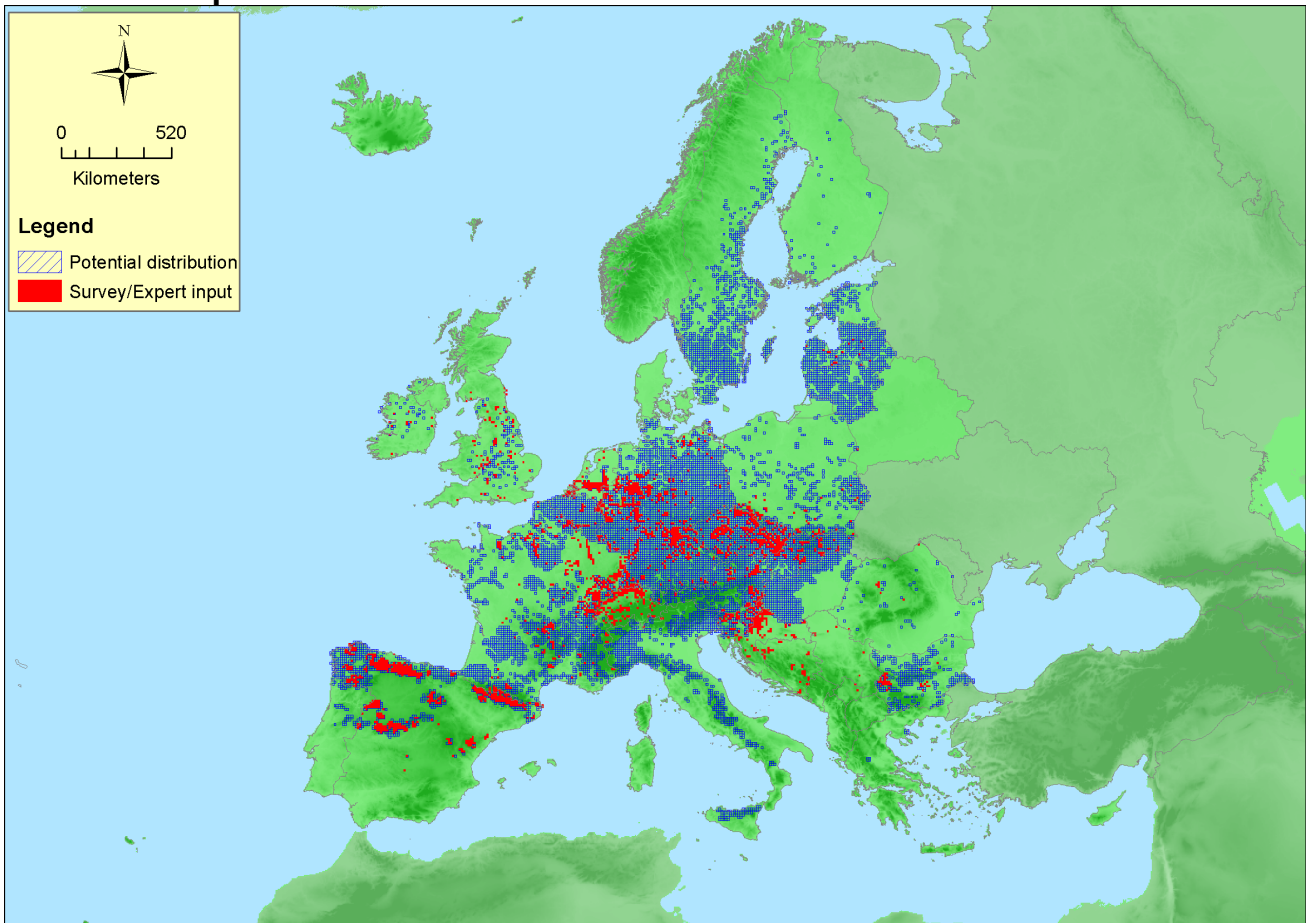 N
0 520
Kilometers
Legend
Potential distribution
Survey/Expert input